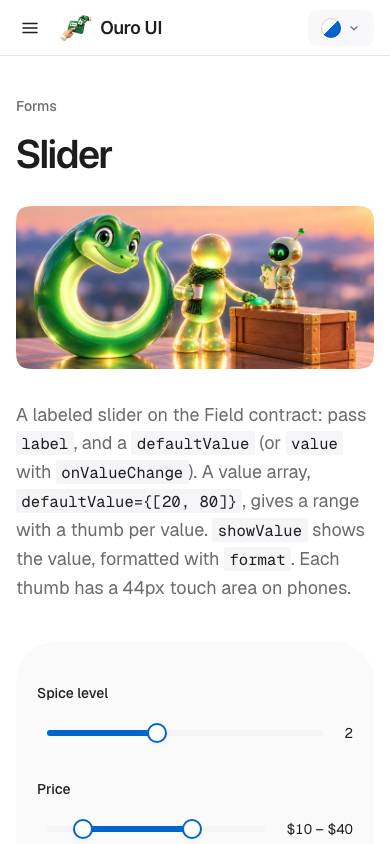 Ouro UI
Forms
Slider
A labeled slider on the Field contract: pass
label, and a defaultValue (or value
with onValueChange). A value array,
defaultValue={[20, 80]}, gives a range
with a thumb per value. showValue shows
the value, formatted with format. Each
thumb has a 44px touch area on phones.
Spice level
2
Price
$10 – $40